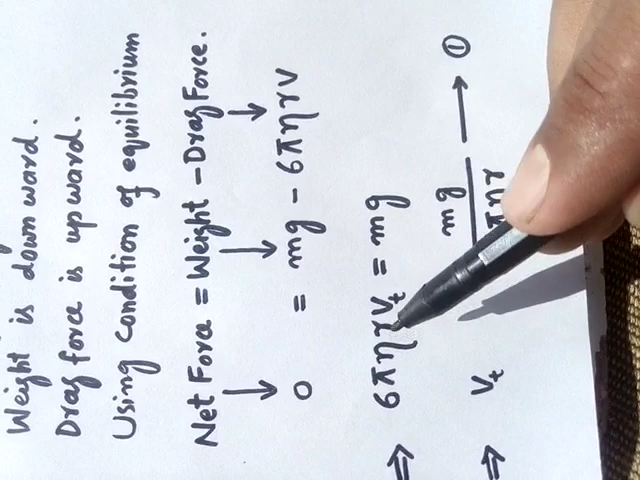 Weight is downward.
Drag force is upward.
Using Condition of equilibrium
Net Force = Weight - Drag Force.
↓ ↓ ↓
0 = mg - 6πηrv
⇒ 6πηrVt = mg
⇒ Vt mg / πηr → ①